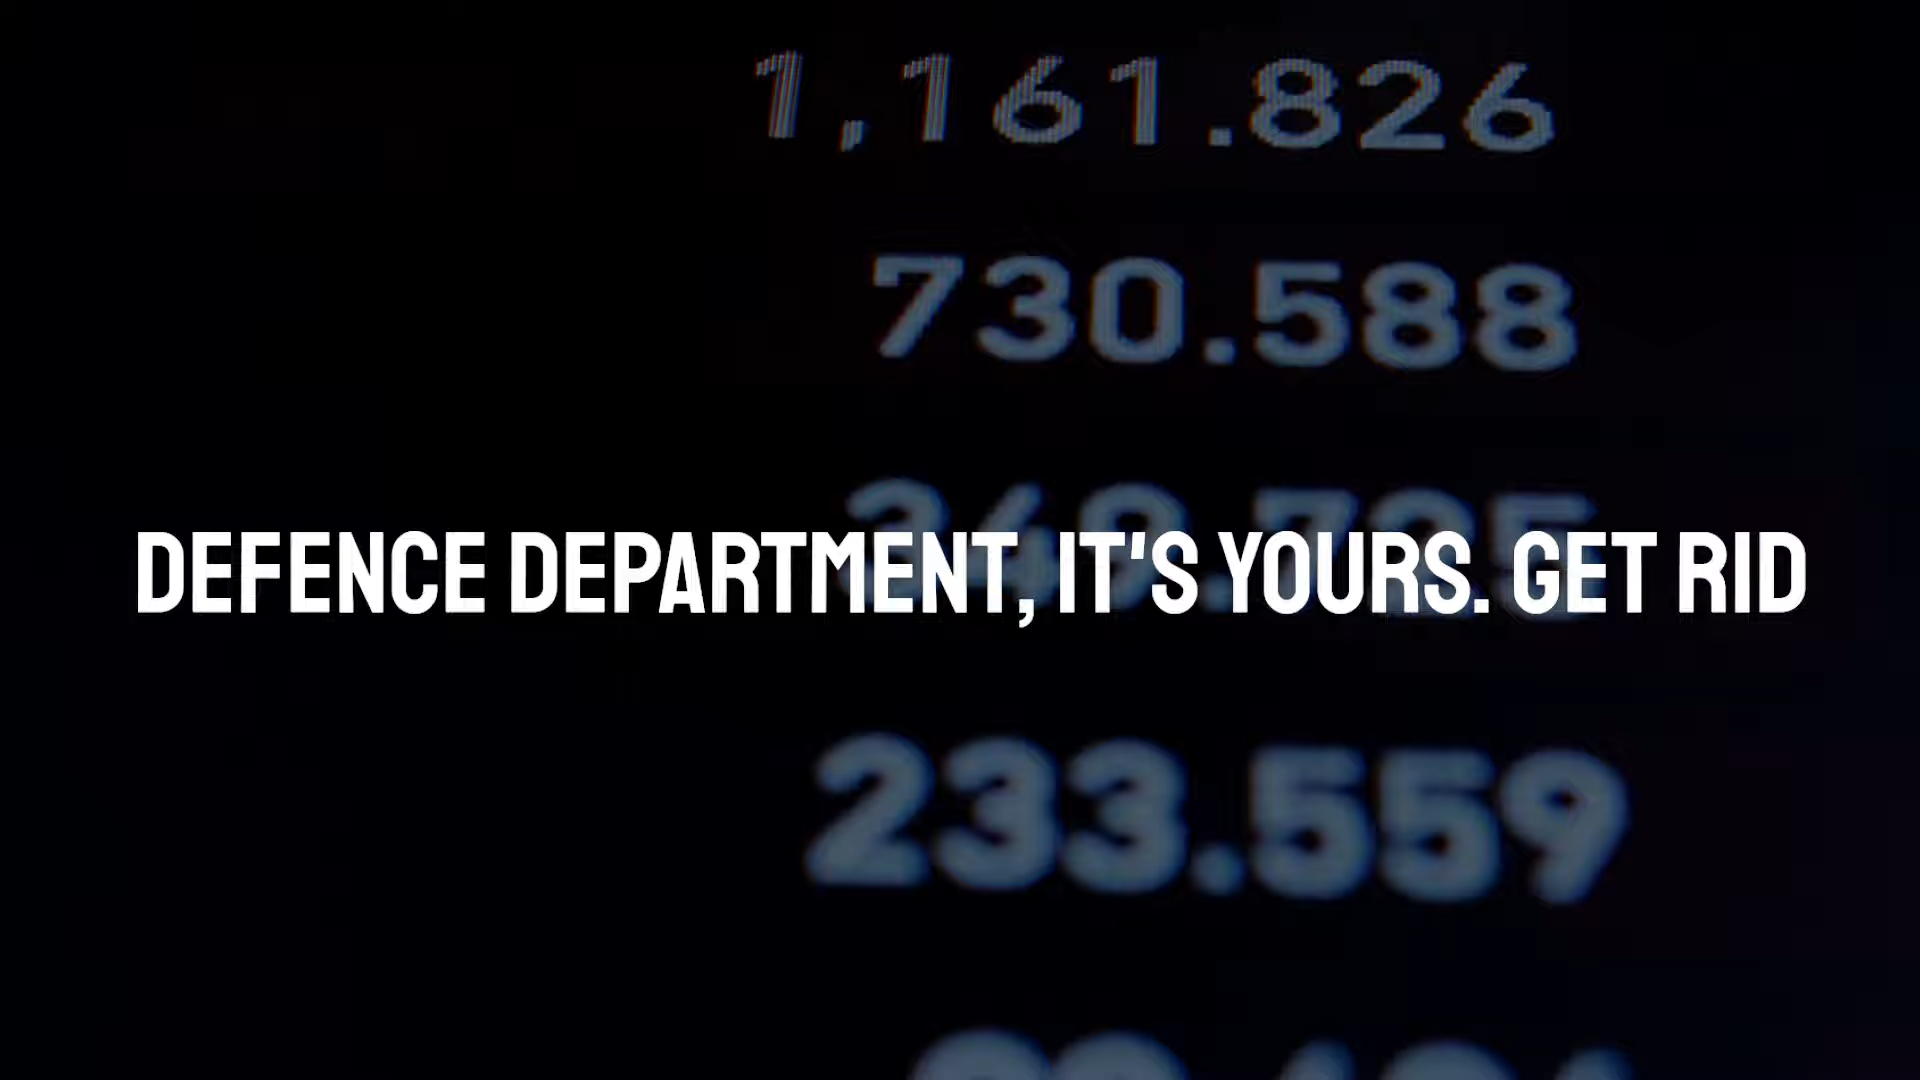 1,161.826
730.588
DEFENCE DEPARTMENT, IT'S YOURS. GET RID
233.559